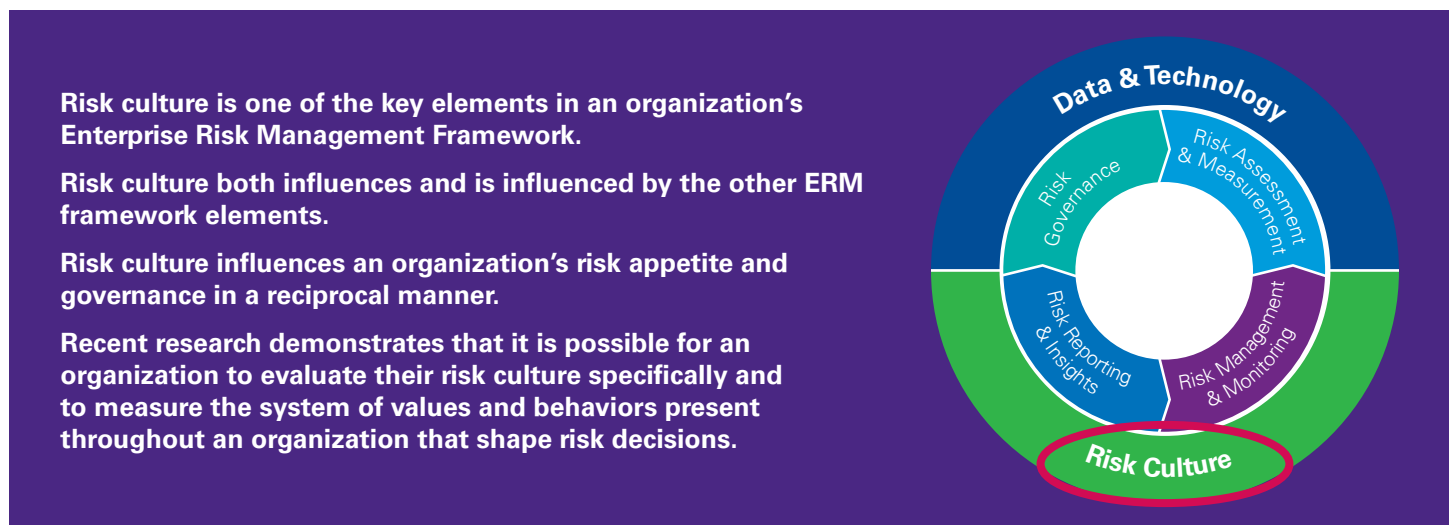 Risk culture is one of the key elements in an organization’s
Enterprise Risk Management Framework.
Risk culture both influences and is influenced by the other ERM
framework elements.
Risk culture influences an organization’s risk appetite and
governance in a reciprocal manner.
Recent research demonstrates that it is possible for an
organization to evaluate their risk culture specifically and
to measure the system of values and behaviors present
throughout an organization that shape risk decisions.
Data & Technology
Risk
Governance
Risk Assessment
& Measurement
Risk Reporting
& Insights
Risk Management
& Monitoring
Risk Culture